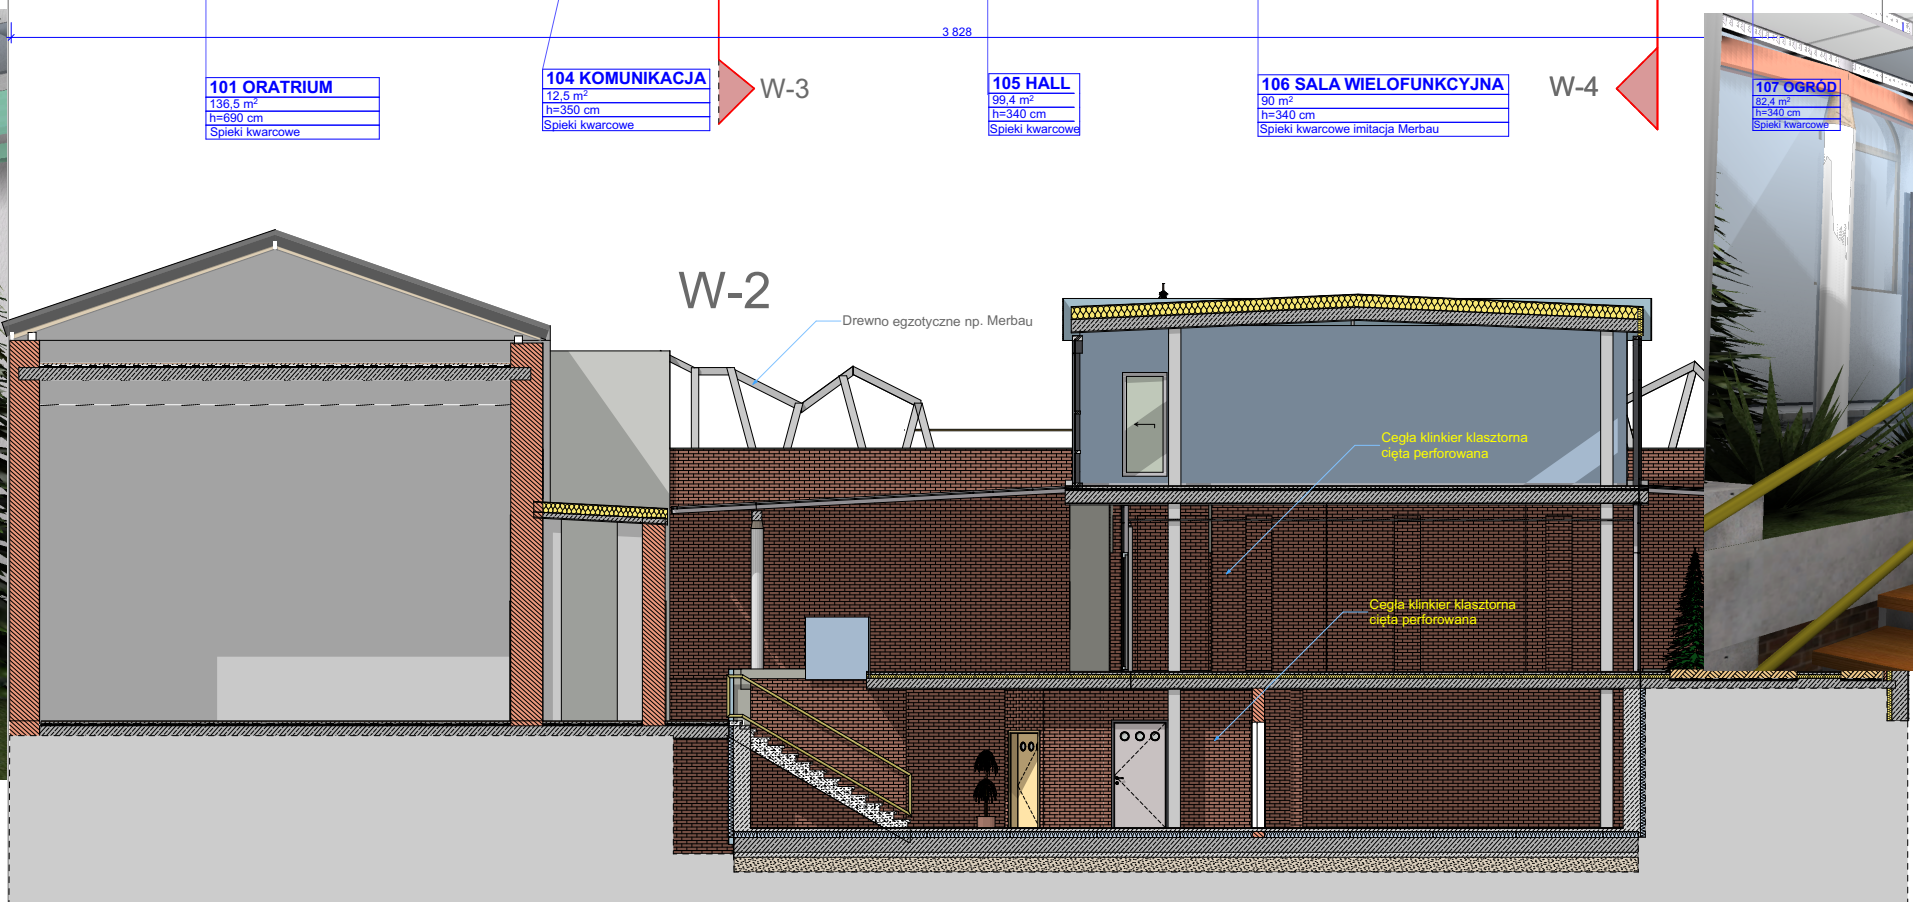 3 828
101 ORATRIUM
136,5 m²
h=690 cm
Spieki kwarcowe
104 KOMUNIKACJA
12,5 m²
h=350 cm
Spieki kwarcowe
W-3
105 HALL
99,4 m²
h=340 cm
Spieki kwarcowe
106 SALA WIELOFUNKCYJNA
90 m²
h=340 cm
Spieki kwarcowe imitacja Merbau
W-4
107 OGRÓD
82,4 m²
h=340 cm
Spieki kwarcowe
W-2
Drewno egzotyczne np. Merbau
Cegła klinkier klasztorna
cięta perforowana
Cegła klinkier klasztorna
cięta perforowana